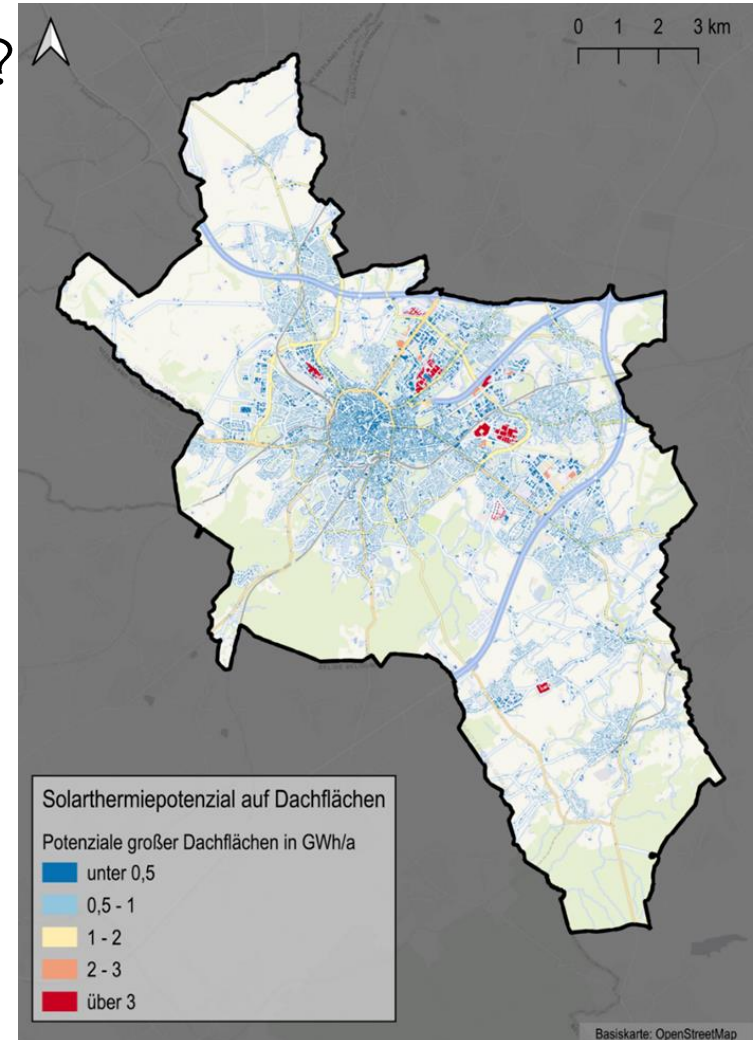 ?
0 1 2 3 km
Solarthermiepotenzial auf Dachflächen
Potenziale großer Dachflächen in GWh/a
unter 0,5
0,5 - 1
1 - 2
2 - 3
über 3
Basiskarte: OpenStreetMap